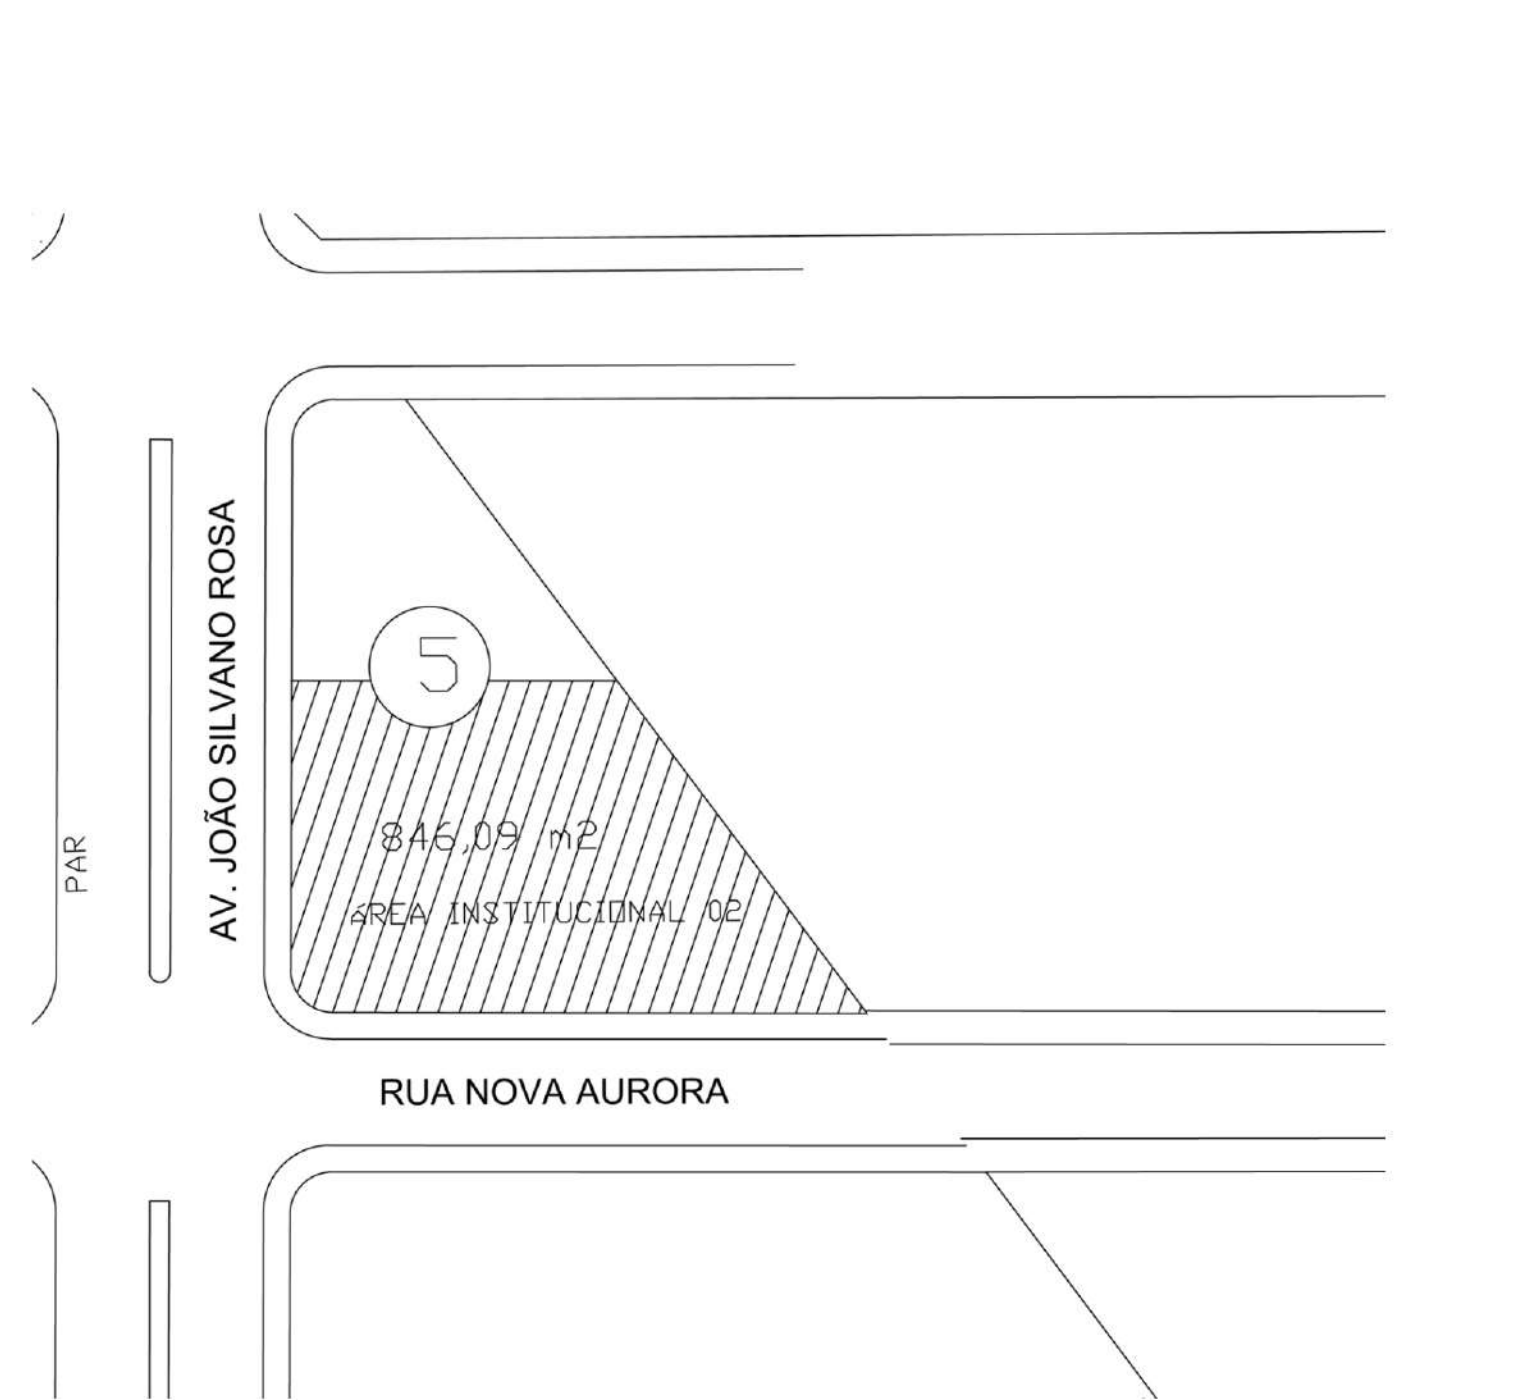 AV. JOÃO SILVANO ROSA
5
PAR
846,09 m2
áREA INSTITUCIONAL 02
RUA NOVA AURORA